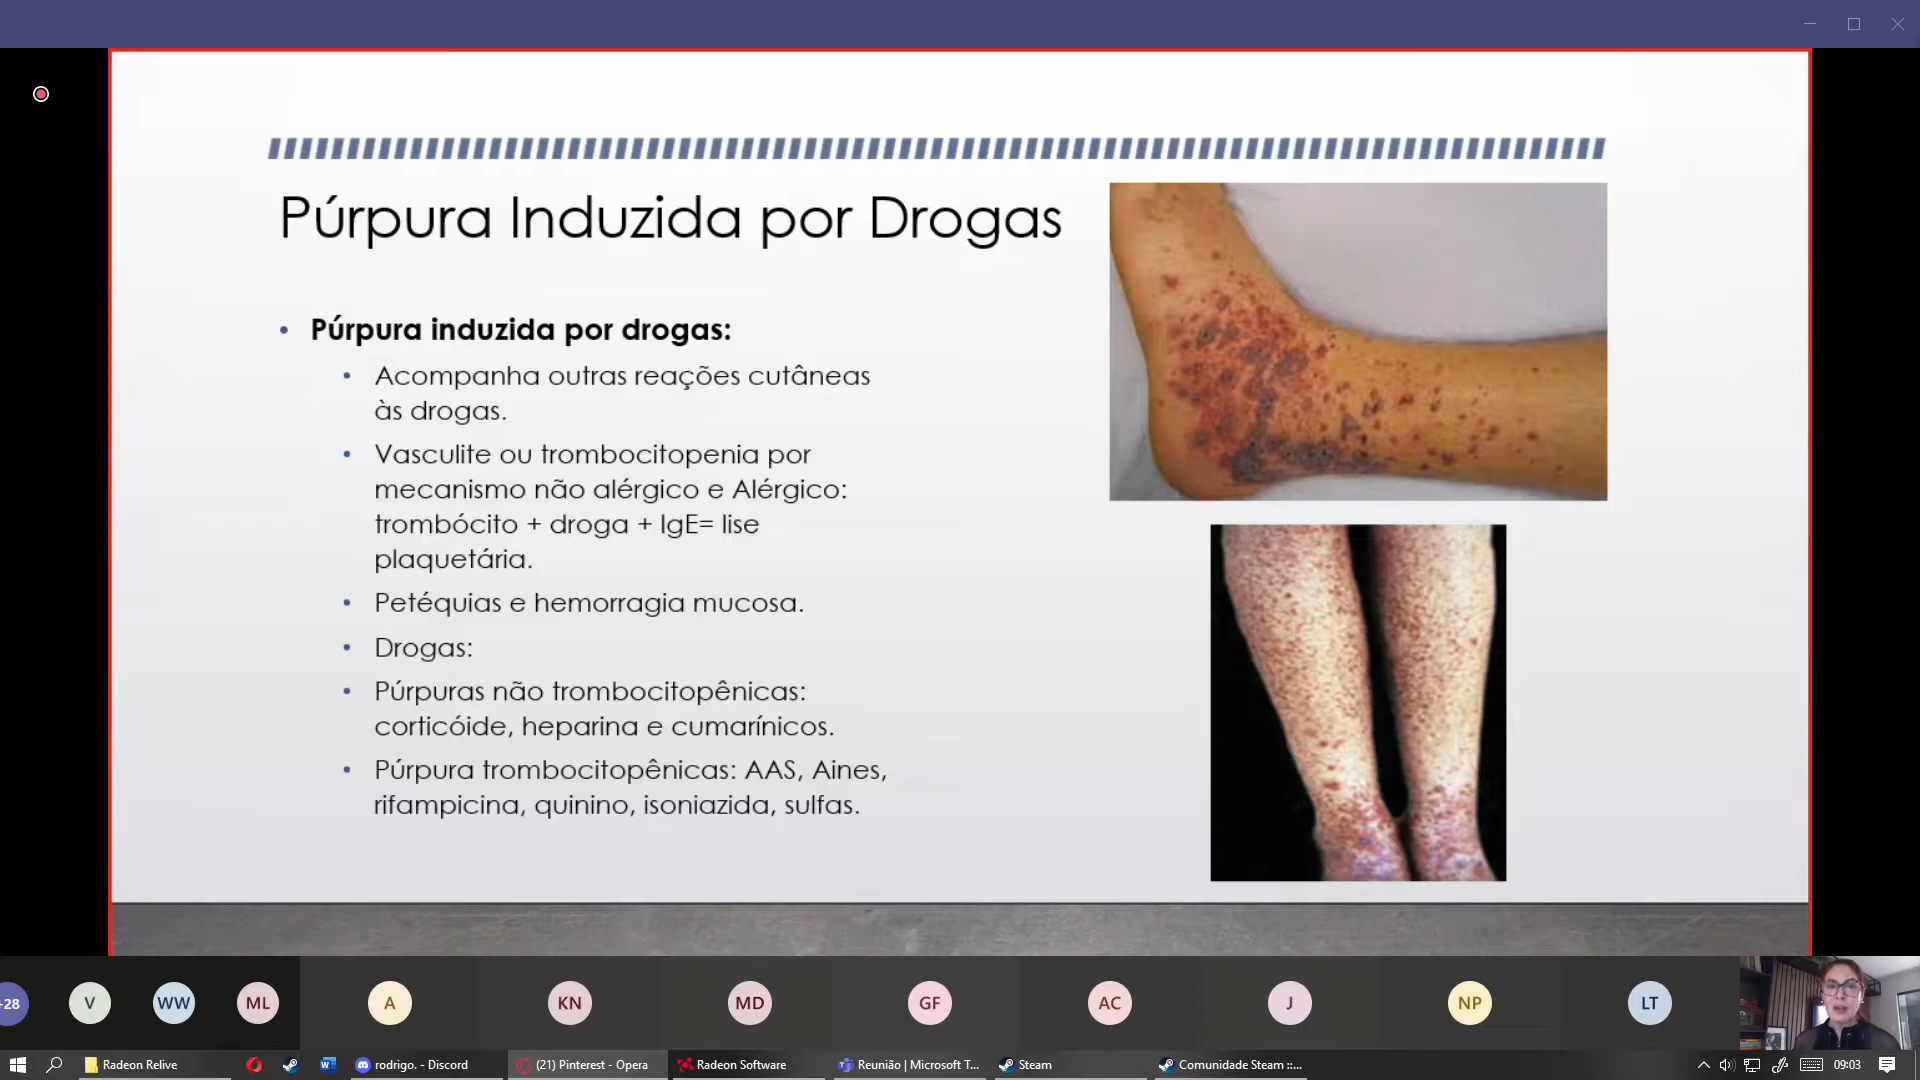 Púrpura Induzida por Drogas
Púrpura induzida por drogas:
Acompanha outras reações cutâneas
às drogas.
Vasculite ou trombocitopenia por
mecanismo não alérgico e Alérgico:
trombócito + droga + IgE= lise
plaquetária.
Petéquias e hemorragia mucosa.
Drogas:
Púrpuras não trombocitopênicas:
corticóide, heparina e cumarínicos.
Púrpura trombocitopênicas: AAS, Aines,
rifampicina, quinino, isoniazida, sulfas.
+28 V WW ML A KN MD GF AC J NP LT
Radeon Relive rodrigo. - Discord (21) Pinterest - Opera Radeon Software Reunião | Microsoft T... Steam Comunidade Steam ::... 09:03